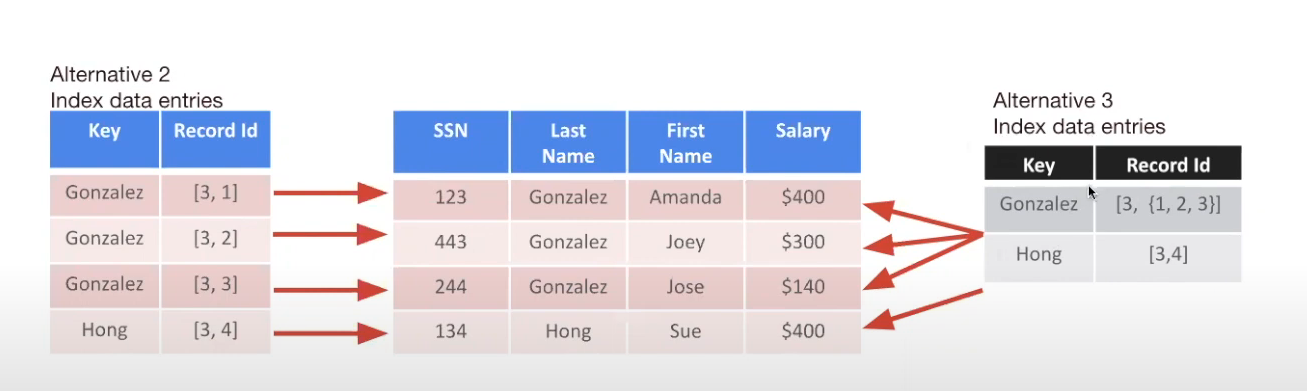 Alternative 2
Index data entries
Key Record Id
Gonzalez [3, 1]
Gonzalez [3, 2]
Gonzalez [3, 3]
Hong [3, 4]
SSN Last Name First Name Salary
123 Gonzalez Amanda $400
443 Gonzalez Joey $300
244 Gonzalez Jose $140
134 Hong Sue $400
Alternative 3
Index data entries
Key Record Id
Gonzalez [3, {1, 2, 3}]
Hong [3,4]